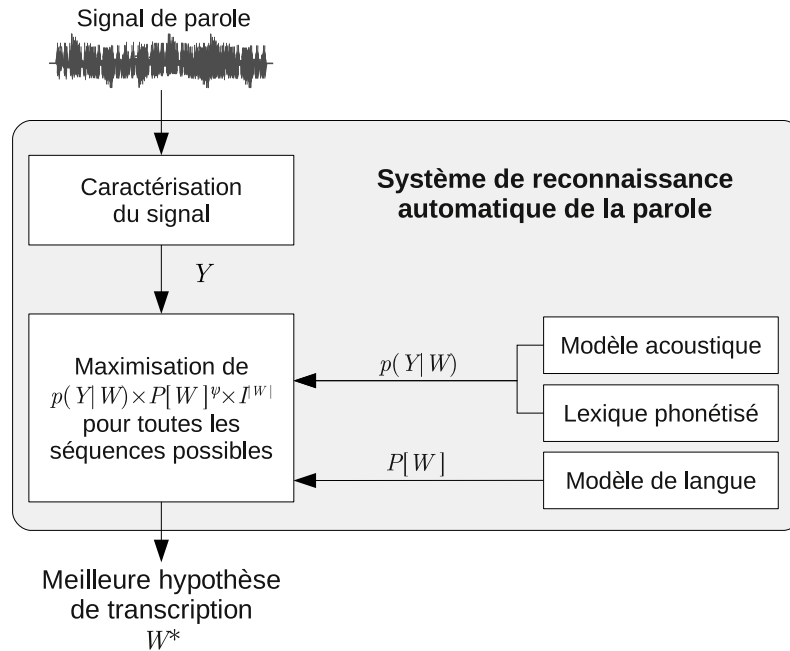 Signal de parole
Caractérisation
du signal
Système de reconnaissance
automatique de la parole
Y
Maximisation de
p(Y|W)×P[W]^ψ×I^|W|
pour toutes les
séquences possibles
p(Y|W)
P[W]
Modèle acoustique
Lexique phonétisé
Modèle de langue
Meilleure hypothèse
de transcription
W*